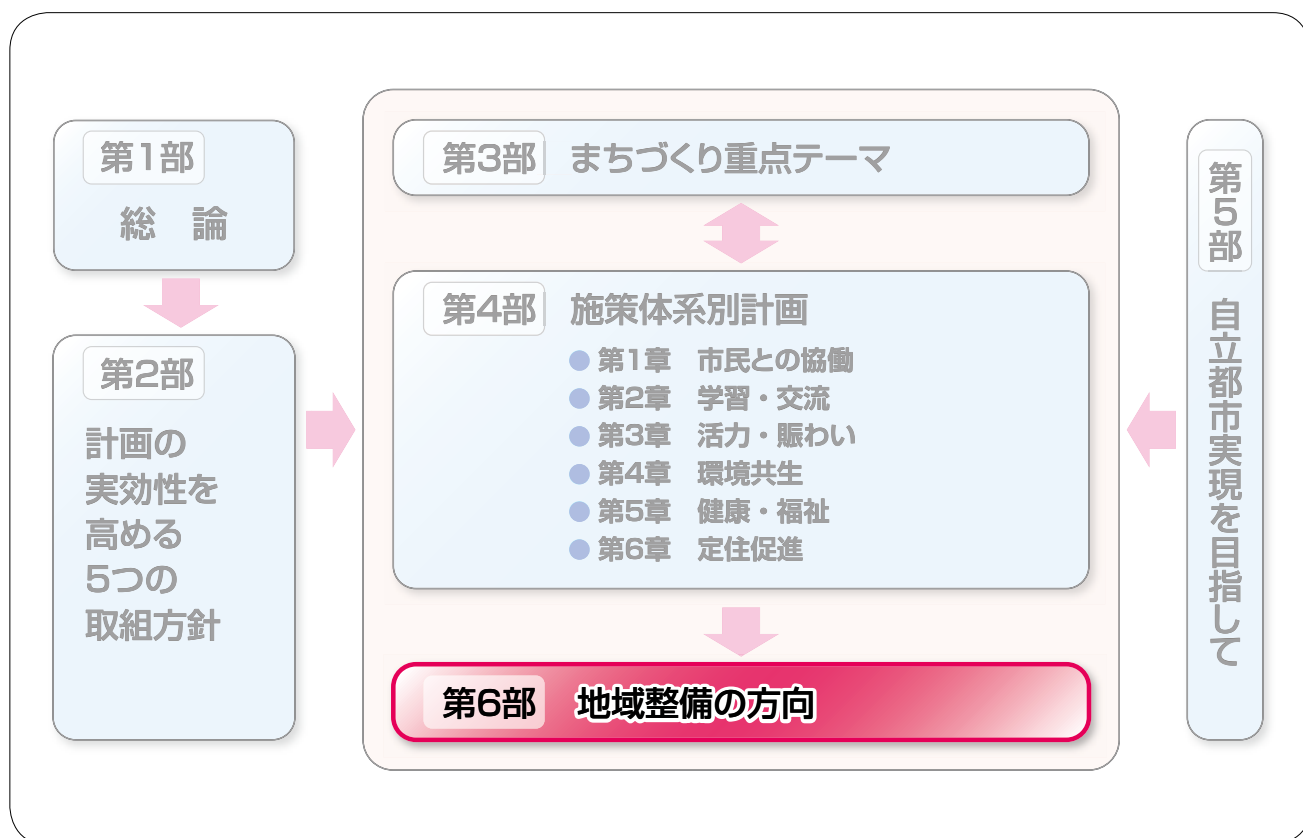 第1部
総　論
第2部
計画の
実効性を
高める
5つの
取組方針
第3部　まちづくり重点テーマ
第4部　施策体系別計画
●第1章　市民との協働
●第2章　学習・交流
●第3章　活力・賑わい
●第4章　環境共生
●第5章　健康・福祉
●第6章　定住促進
第6部　地域整備の方向
第5部　自立都市実現を目指して